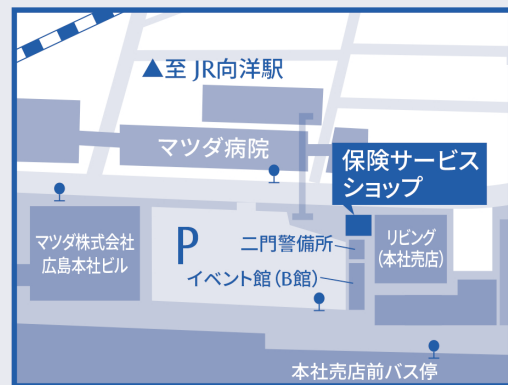 ▲至 JR向洋駅
マツダ病院
保険サービス
ショップ
マツダ株式会社
広島本社ビル
P
二門警備所
イベント館(B館)
リビング
(本社売店)
本社売店前バス停